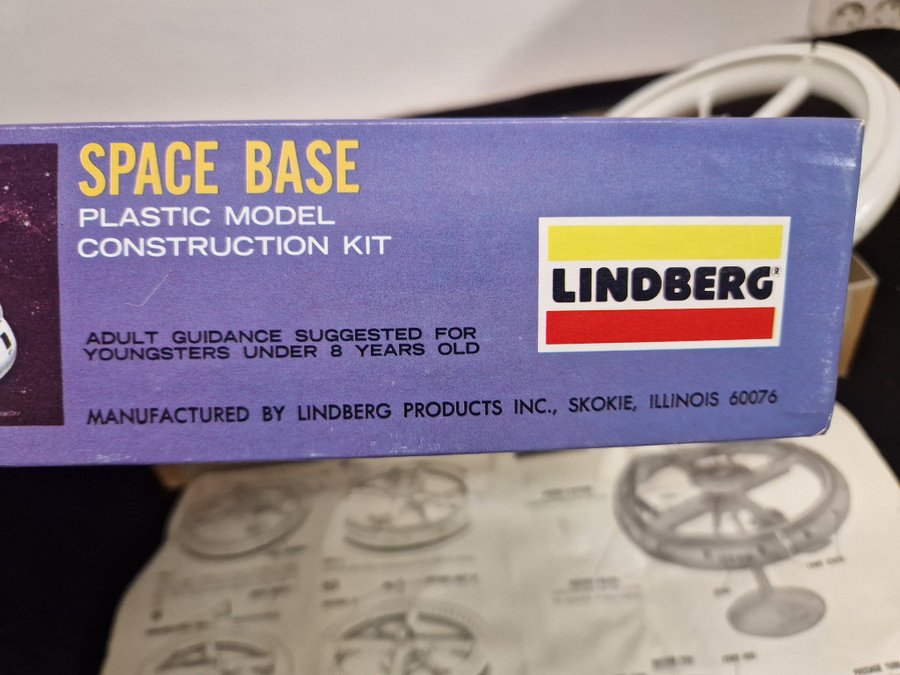 SPACE BASE
PLASTIC MODEL
CONSTRUCTION KIT
LINDBERG®
ADULT GUIDANCE SUGGESTED FOR
YOUNGSTERS UNDER 8 YEARS OLD
MANUFACTURED BY LINDBERG PRODUCTS INC., SKOKIE, ILLINOIS 60076